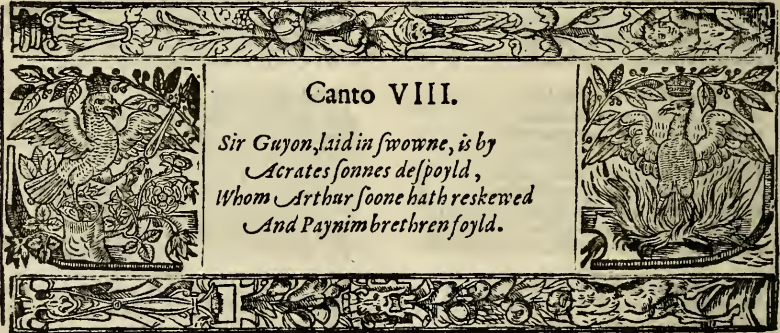 Canto VIII.
Sir Guyon, laid in ſwowne, is by
Acrates ſonnes deſpoyld,
Whom Arthur ſoone hath reskewed
And Paynim brethren foyld.